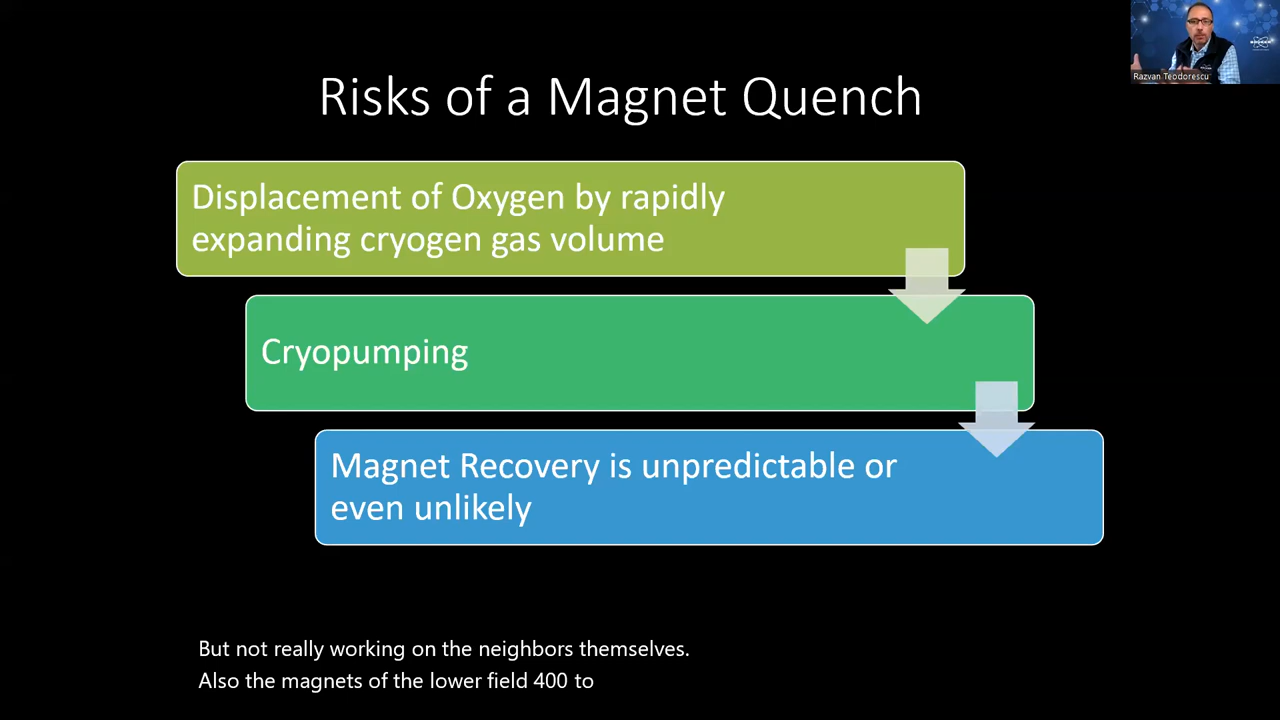 Razvan Teodorescu
Risks of a Magnet Quench
Displacement of Oxygen by rapidly
expanding cryogen gas volume
Cryopumping
Magnet Recovery is unpredictable or
even unlikely
But not really working on the neighbors themselves.
Also the magnets of the lower field 400 to